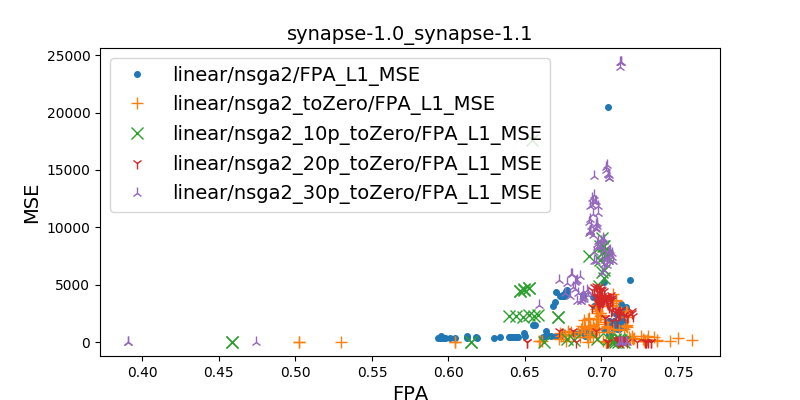 synapse-1.0_synapse-1.1
25000
20000
15000
10000
5000
0
MSE
linear/nsga2/FPA_L1_MSE
linear/nsga2_toZero/FPA_L1_MSE
linear/nsga2_10p_toZero/FPA_L1_MSE
linear/nsga2_20p_toZero/FPA_L1_MSE
linear/nsga2_30p_toZero/FPA_L1_MSE
0.40 0.45 0.50 0.55 0.60 0.65 0.70 0.75
FPA